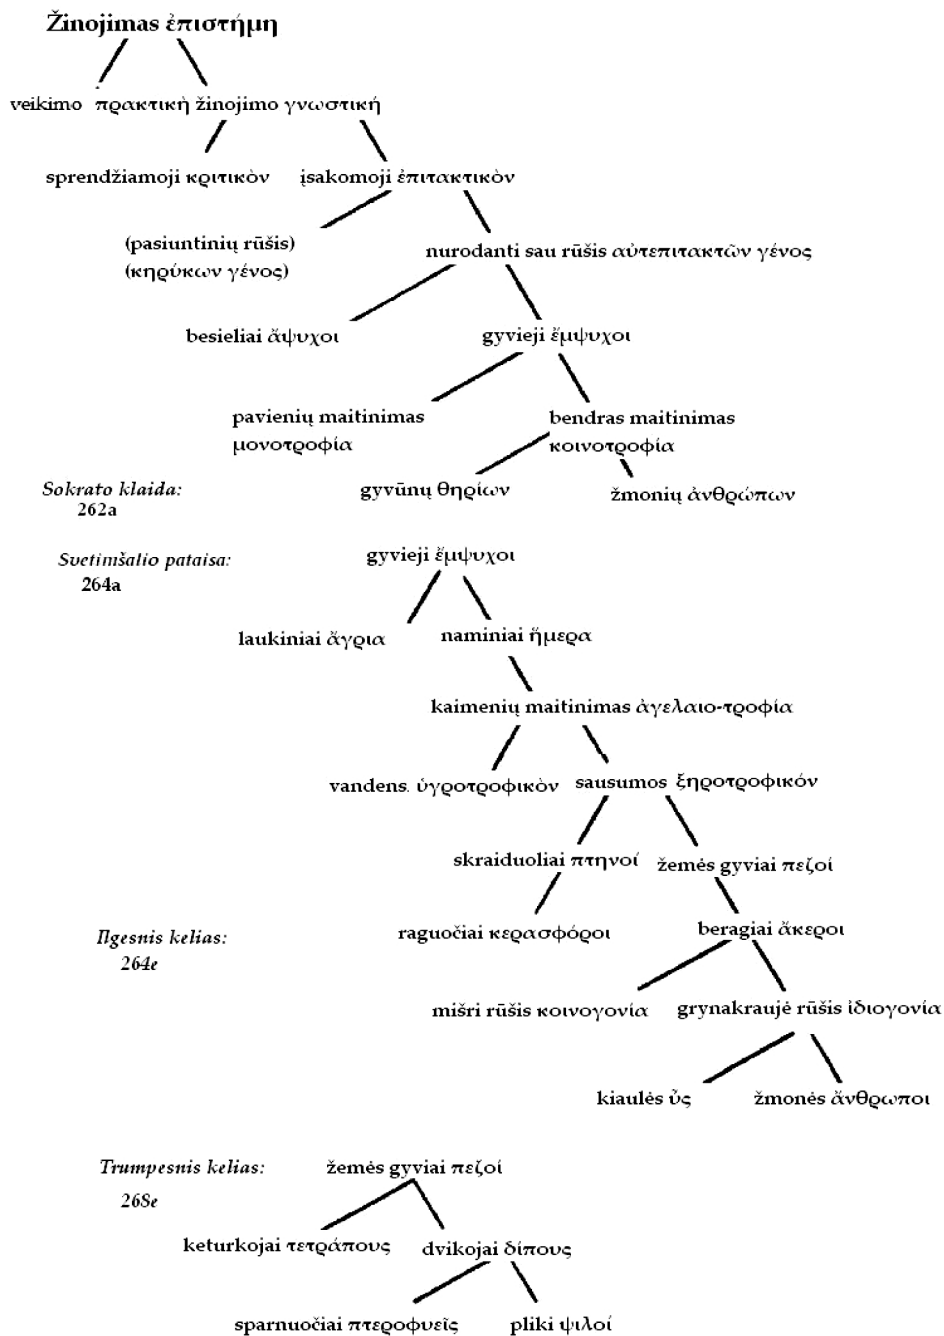 Žinojimas ἐπιστήμη
veikimo πρακτικὴ žinojimo γνωστική
sprendžiamoji κριτικὸν įsakomoji ἐπιτακτικὸν
(pasiuntinių rūšis)
(κηρύκων γένος)
nurodanti sau rūšis αὐτεπιτακτῶν γένος
besieliai ἄψυχοι gyvieji ἔμψυχοι
pavienių maitinimas bendras maitinimas
μονοτροφία κοινοτροφία
Sokrato klaida: gyvūnų θηρίων žmonių ἀνθρώπων
262a
Svetimšalio pataisa: gyvieji ἔμψυχοι
264a
laukiniai ἄγρια naminiai ἥμερα
kaimenių maitinimas ἀγελαιο-τροφία
vandens. ὑγροτροφικὸν sausumos ξηροτροφικόν
skraiduoliai πτηνοί žemės gyviai πεζοί
raguočiai κερασφόροι beragiai ἄκεροι
Ilgesnis kelias:
264e
mišri rūšis κοινογονία grynakraujė rūšis ἰδιογονία
kiaulės ὗς žmonės ἄνθρωποι
Trumpesnis kelias: žemės gyviai πεζοί
268e
keturkojai τετράπους dvikojai δίπους
sparnuočiai πτεροφυεῖς pliki ψιλοί